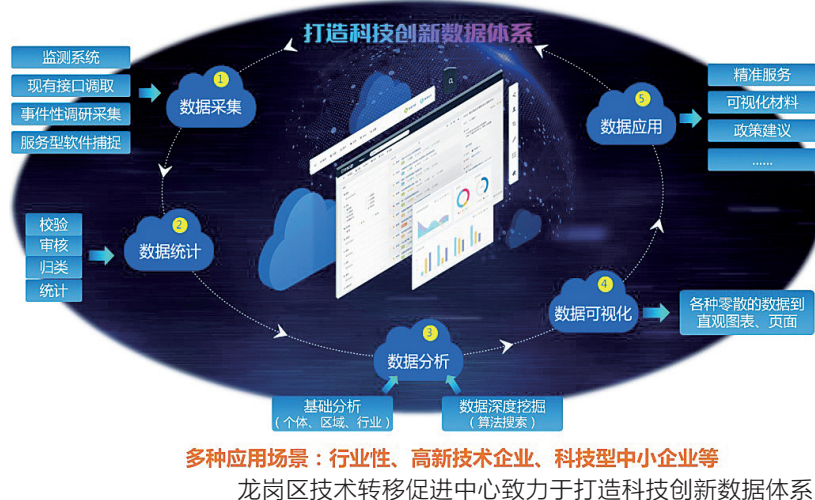 打造科技创新数据体系
监测系统
现有接口调取
事件性调研采集
服务型软件捕捉
1
数据采集
校验
审核
归类
统计
2
数据统计
3
数据分析
基础分析
（个体、区域、行业）
数据深度挖掘
（算法搜索）
4
数据可视化
各种零散的数据到
直观图表、页面
5
数据应用
精准服务
可视化材料
政策建议
......
多种应用场景：行业性、高新技术企业、科技型中小企业等
龙岗区技术转移促进中心致力于打造科技创新数据体系